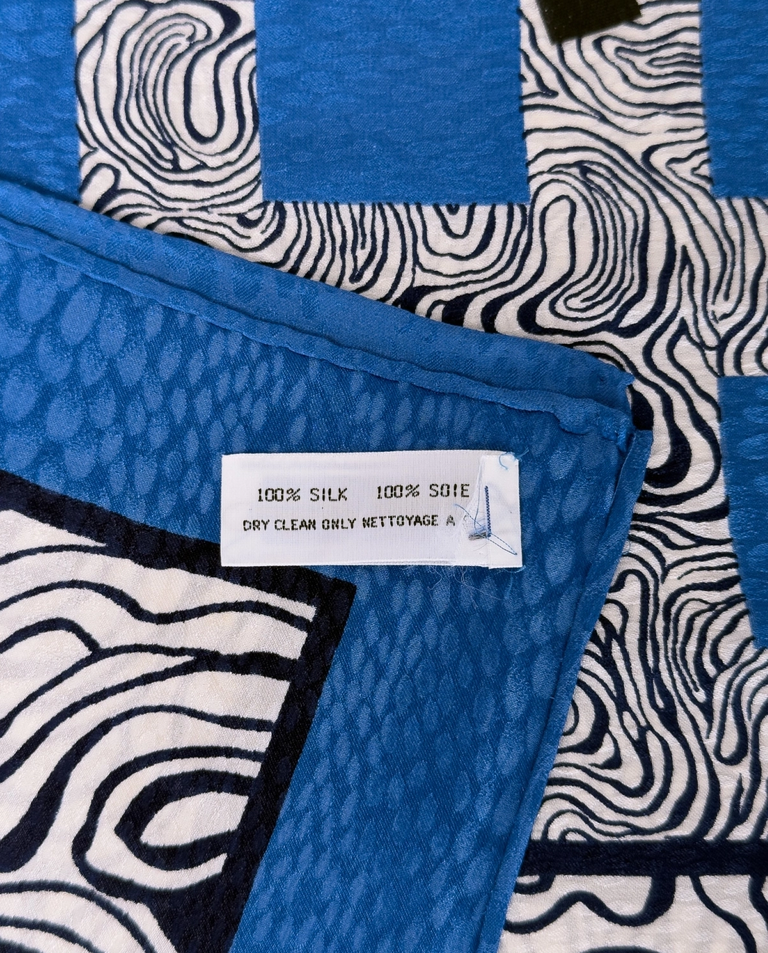 100% SILK 100% SOIE
DRY CLEAN ONLY NETTOYAGE A